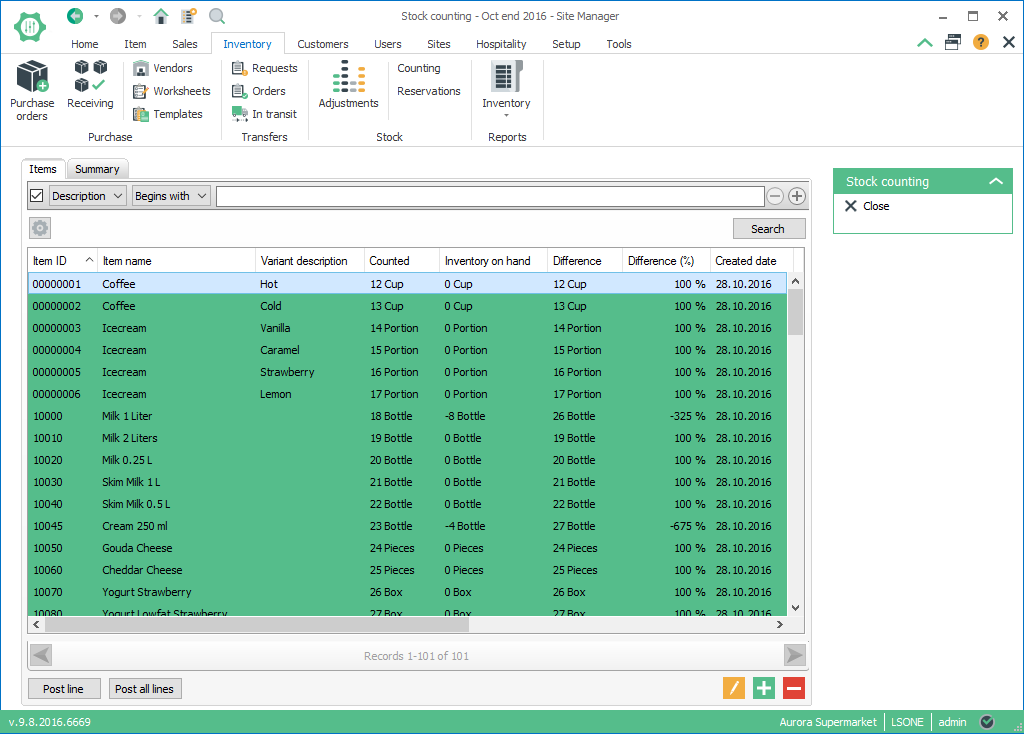 Stock counting - Oct end 2016 - Site Manager
Home Item Sales Inventory Customers Users Sites Hospitality Setup Tools
?
Purchase orders
Receiving
Vendors
Worksheets
Templates
Purchase
Requests
Orders
In transit
Transfers
Adjustments
Counting
Reservations
Stock
Inventory
Reports
Items Summary
Description Begins with
Search
Stock counting
Close
Item ID Item name Variant description Counted Inventory on hand Difference Difference (%) Created date
00000001 Coffee Hot 12 Cup 0 Cup 12 Cup 100 % 28.10.2016
00000002 Coffee Cold 13 Cup 0 Cup 13 Cup 100 % 28.10.2016
00000003 Icecream Vanilla 14 Portion 0 Portion 14 Portion 100 % 28.10.2016
00000004 Icecream Caramel 15 Portion 0 Portion 15 Portion 100 % 28.10.2016
00000005 Icecream Strawberry 16 Portion 0 Portion 16 Portion 100 % 28.10.2016
00000006 Icecream Lemon 17 Portion 0 Portion 17 Portion 100 % 28.10.2016
10000 Milk 1 Liter 18 Bottle -8 Bottle 26 Bottle -325 % 28.10.2016
10010 Milk 2 Liters 19 Bottle 0 Bottle 19 Bottle 100 % 28.10.2016
10020 Milk 0.25 L 20 Bottle 0 Bottle 20 Bottle 100 % 28.10.2016
10030 Skim Milk 1 L 21 Bottle 0 Bottle 21 Bottle 100 % 28.10.2016
10040 Skim Milk 0.5 L 22 Bottle 0 Bottle 22 Bottle 100 % 28.10.2016
10045 Cream 250 ml 23 Bottle -4 Bottle 27 Bottle -675 % 28.10.2016
10050 Gouda Cheese 24 Pieces 0 Pieces 24 Pieces 100 % 28.10.2016
10060 Cheddar Cheese 25 Pieces 0 Pieces 25 Pieces 100 % 28.10.2016
10070 Yogurt Strawberry 26 Box 0 Box 26 Box 100 % 28.10.2016
10080 Yogurt Lowfat Strawberry 27 Box 0 Box 27 Box 100 % 28.10.2016
Records 1-101 of 101
Post line Post all lines
v.9.8.2016.6669 Aurora Supermarket LSONE admin